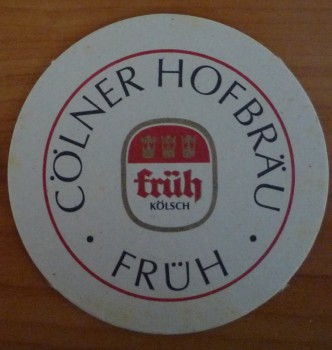 CÖLNER HOFBRÄU
früh
KÖLSCH
• FRÜH •